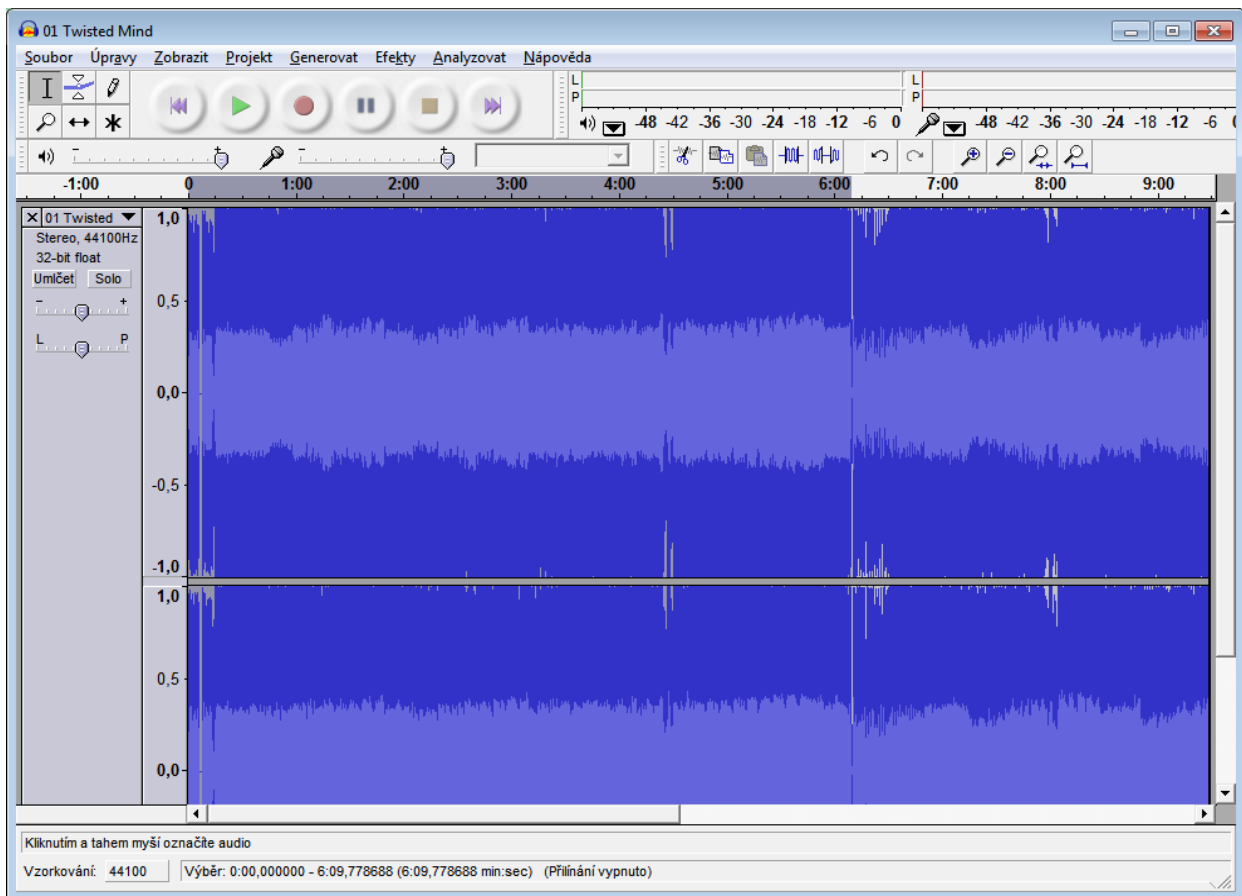 01 Twisted Mind
Soubor Úpravy Zobrazit Projekt Generovat Efekty Analyzovat Nápověda
L
P
-48 -42 -36 -30 -24 -18 -12 -6 0
L
P
-48 -42 -36 -30 -24 -18 -12 -6 0
-1:00 0 1:00 2:00 3:00 4:00 5:00 6:00 7:00 8:00 9:00
01 Twisted
Stereo, 44100Hz
32-bit float
Umlčet Solo
- +
L P
1,0
0,5
0,0
-0,5
-1,0
1,0
0,5
0,0
Kliknutím a tahem myší označíte audio
Vzorkování: 44100 Výběr: 0:00,000000 - 6:09,778688 (6:09,778688 min:sec) (Přilínání vypnuto)